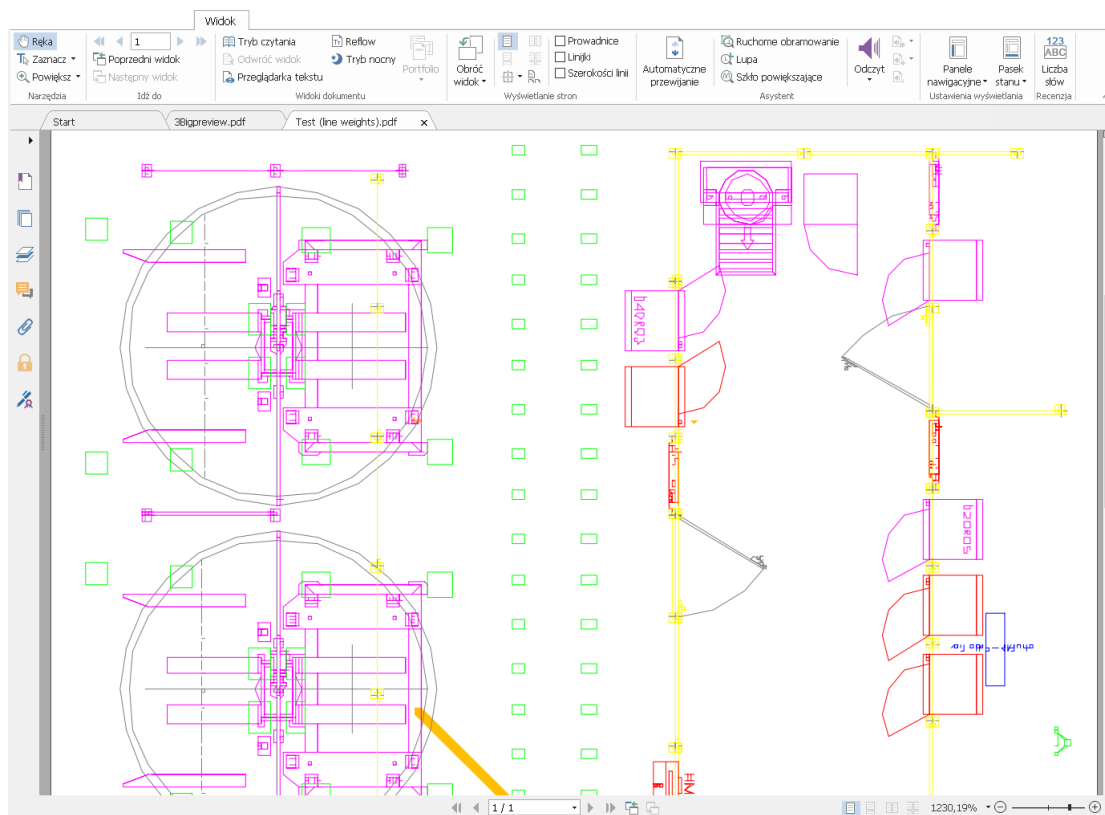 Widok
Ręka
Zaznacz
Powiększ
Narzędzia
1
Poprzedni widok
Następny widok
Idź do
Tryb czytania
Odwróć widok
Przeglądarka tekstu
Reflow
Tryb nocny
Portfolio
Widoki dokumentu
Obróć widok
Prowadnice
Linijki
Szerokości linii
Wyświetlanie stron
Automatyczne przewijanie
Ruchome obramowanie
Lupa
Szkło powiększające
Asystent
Odczyt
Panele nawigacyjne
Pasek stanu
Ustawienia wyświetlania
123
ABC
Liczba słów
Recenzja
Start
3Bigpreview.pdf
Test (line weights).pdf
x
HM
1 / 1
1230,19%